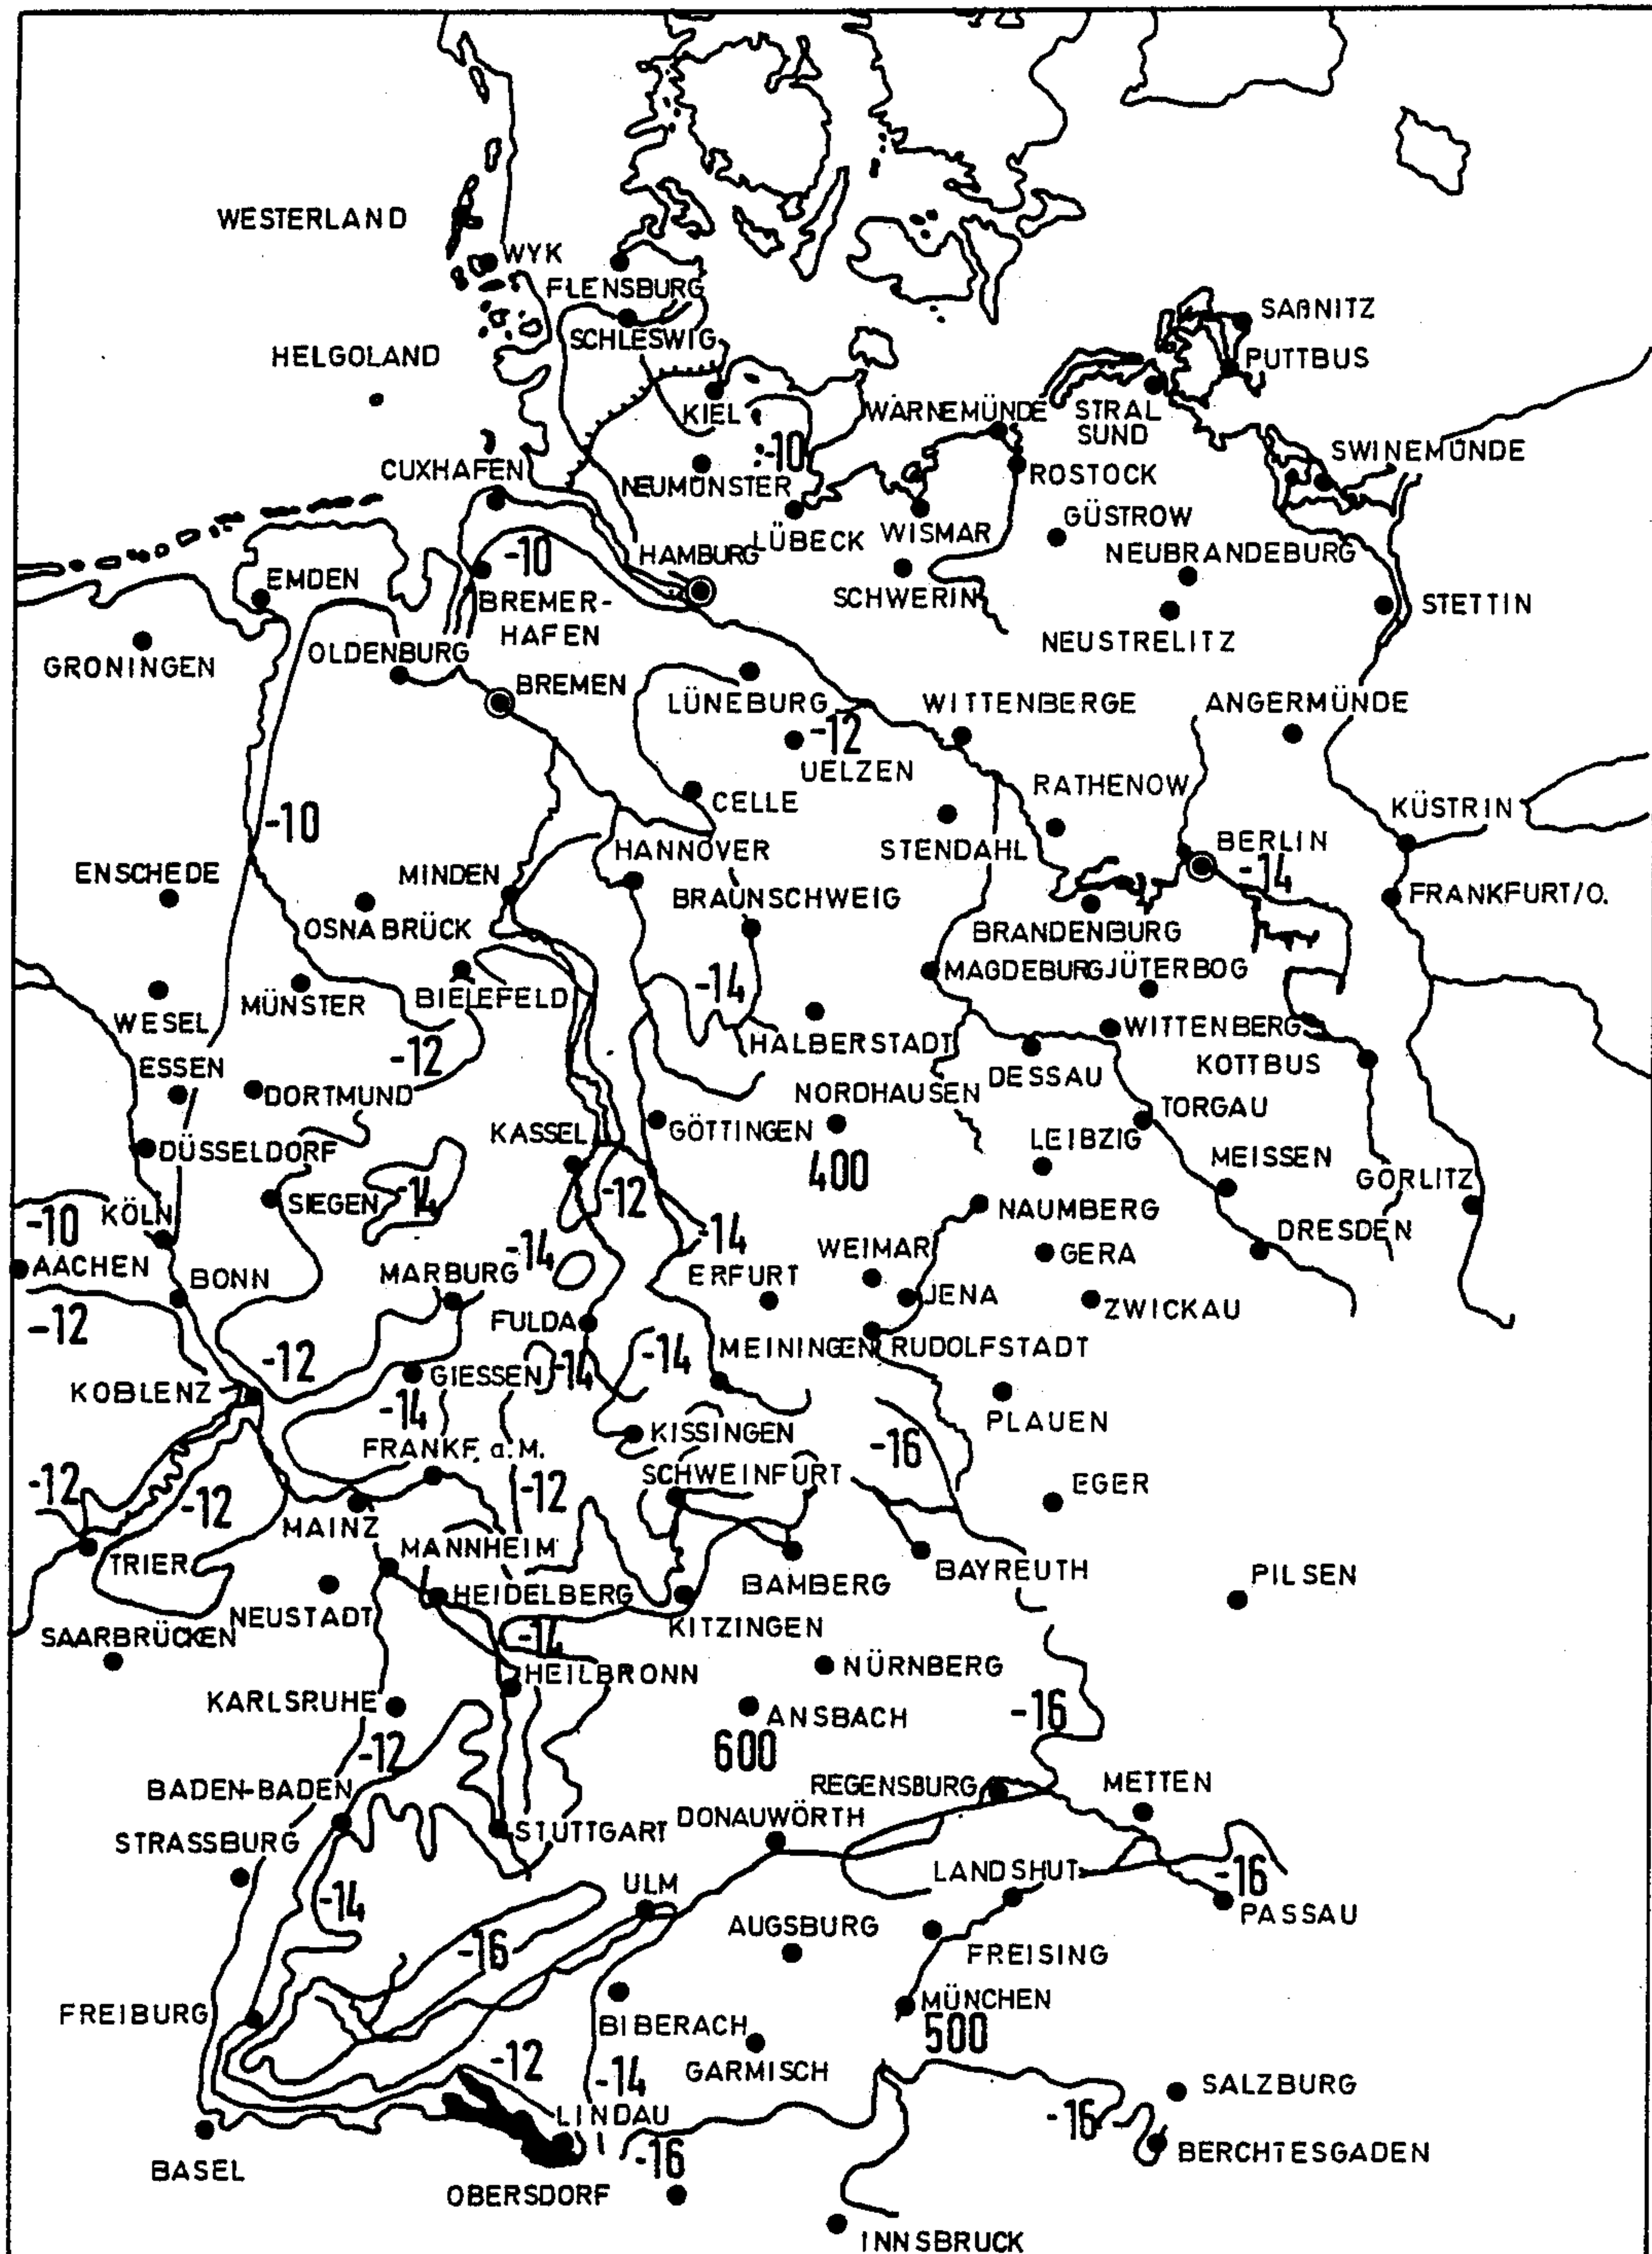 WESTERLAND
WYK
FLENSBURG
SCHLESWIG
SAßNITZ
HELGOLAND
PUTTBUS
KIEL
WARNEMÜNDE
STRAL
SUND
-10
CUXHAFEN
SWINEMÜNDE
NEUMÜNSTER
ROSTOCK
GÜSTROW
LÜBECK
WISMAR
-10
HAMBURG
NEUBRANDEBURG
EMDEN
BREMER-
HAFEN
SCHWERIN
STETTIN
NEUSTRELITZ
GRONINGEN
OLDENBURG
BREMEN
LÜNEBURG
WITTENBERGE
ANGERMÜNDE
-12
UELZEN
RATHENOW
CELLE
KÜSTRIN
-10
HANNOVER
STENDAHL
BERLIN
-14
ENSCHEDE
MINDEN
BRAUNSCHWEIG
FRANKFURT/O.
OSNABRÜCK
BRANDENBURG
MAGDEBURG
JÜTERBOG
WESEL
MÜNSTER
BIELEFELD
-14
HALBERSTADT
WITTENBERG
-12
ESSEN
DORTMUND
NORDHAUSEN
DESSAU
KOTTBUS
TORGAU
KASSEL
GÖTTINGEN
LEIBZIG
DÜSSELDORF
400
MEISSEN
GÖRLITZ
SIEGEN
-14
-12
-10
KÖLN
NAUMBERG
DRESDEN
-14
-14
WEIMAR
GERA
AACHEN
BONN
MARBURG
ERFURT
JENA
ZWICKAU
-12
FULDA
-12
-14
-14
MEININGEN
RUDOLFSTADT
KOBLENZ
GIESSEN
-14
PLAUEN
KISSINGEN
FRANKF. a.M.
-16
SCHWEINFURT
-12
-12
-12
EGER
MAINZ
TRIER
MANNHEIM
BAYREUTH
PILSEN
HEIDELBERG
BAMBERG
NEUSTADT
KITZINGEN
SAARBRÜCKEN
-14
HEILBRONN
NÜRNBERG
KARLSRUHE
ANSBACH
-16
-12
600
BADEN-BADEN
REGENSBURG
METTEN
STRASSBURG
STUTTGART
DONAUWÖRTH
-14
ULM
LANDSHUT
-16
PASSAU
AUGSBURG
-16
FREISING
FREIBURG
BIBERACH
MÜNCHEN
500
-12
-14
GARMISCH
SALZBURG
LINDAU
-16
-16
BERCHTESGADEN
BASEL
OBERSDORF
INNSBRUCK